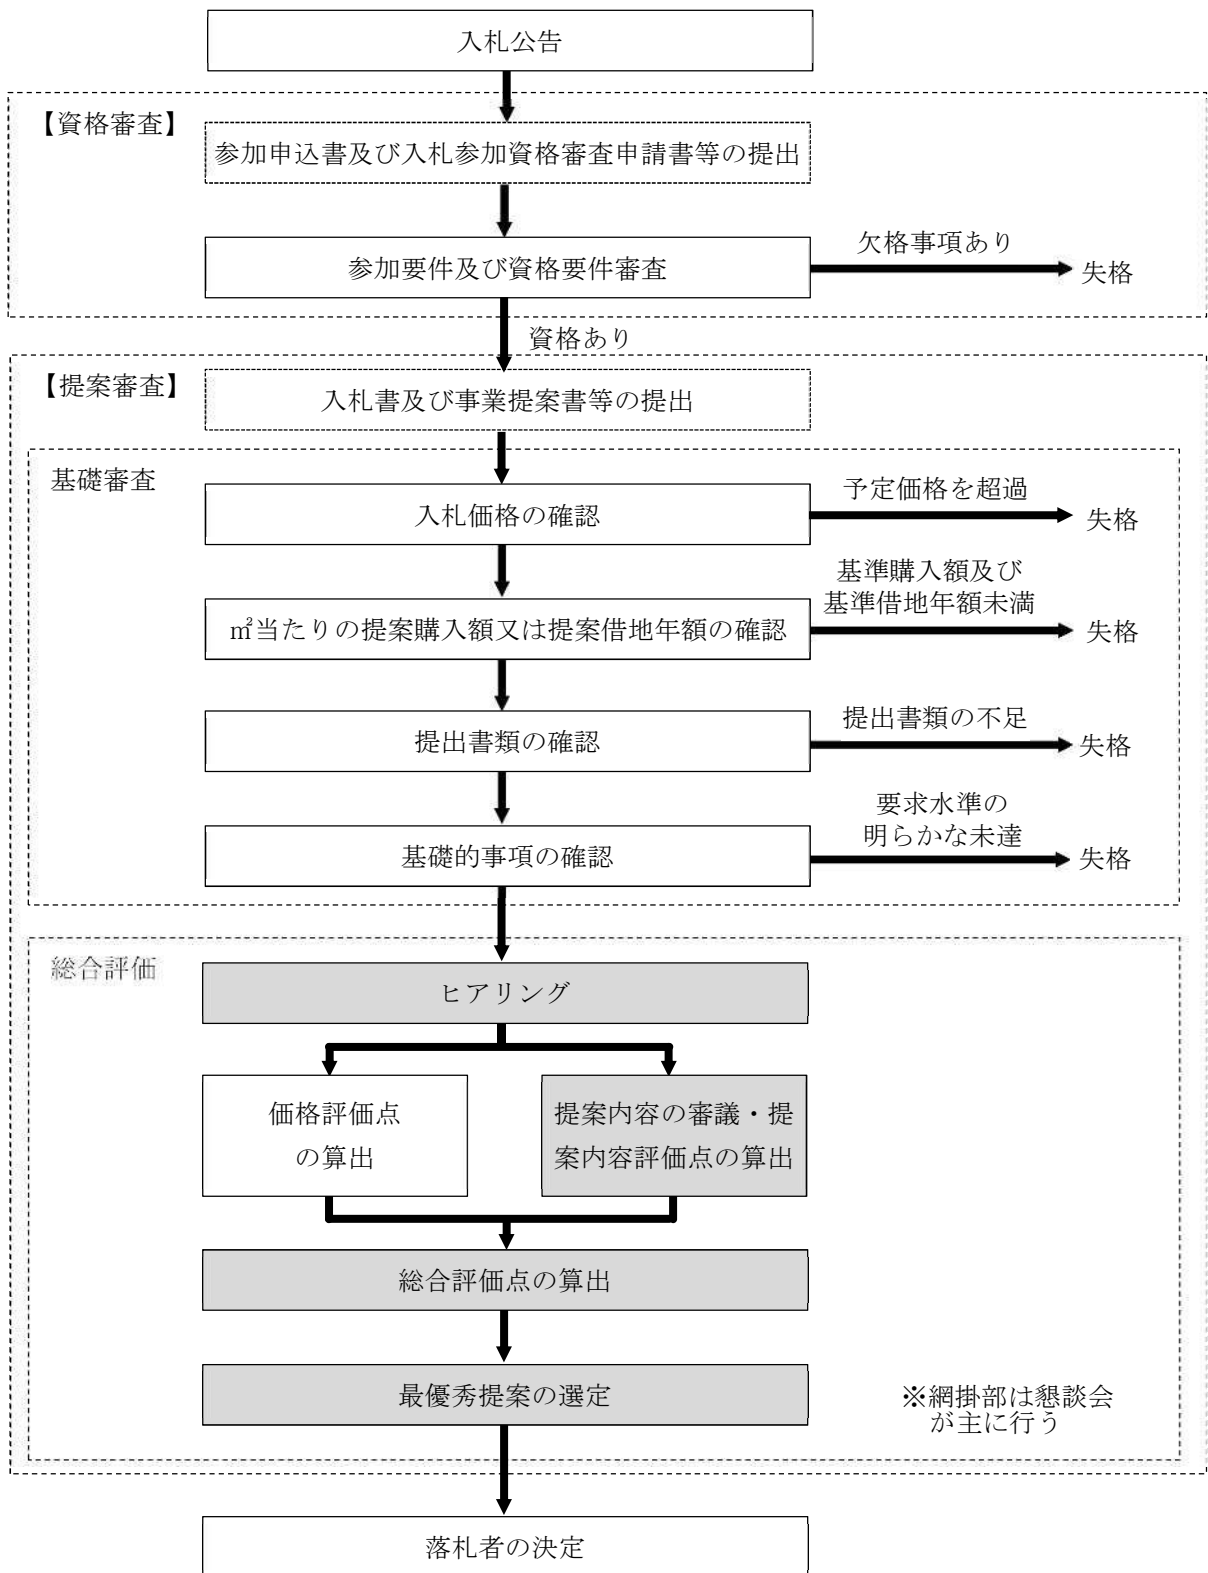 入札公告
【資格審査】
参加申込書及び入札参加資格審査申請書等の提出
欠格事項あり
参加要件及び資格要件審査
失格
資格あり
【提案審査】
入札書及び事業提案書等の提出
基礎審査
予定価格を超過
入札価格の確認
失格
基準購入額及び
基準借地年額未満
㎡当たりの提案購入額又は提案借地年額の確認
失格
提出書類の不足
提出書類の確認
失格
要求水準の
明らかな未達
基礎的事項の確認
失格
総合評価
ヒアリング
価格評価点
の算出
提案内容の審議・提
案内容評価点の算出
総合評価点の算出
最優秀提案の選定
※網掛部は懇談会
が主に行う
落札者の決定